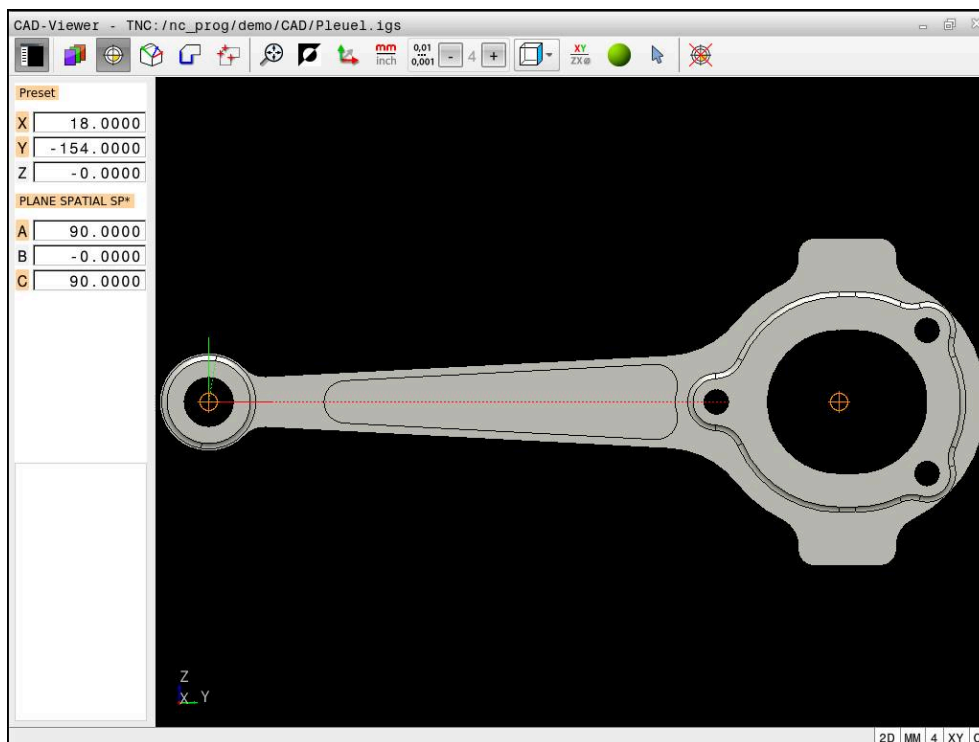 CAD-Viewer - TNC:/nc_prog/demo/CAD/Pleuel.igs
mm
inch
0,01
0,001
- 4 +
XY
ZX⌀
Preset
X 18.0000
Y -154.0000
Z -0.0000
PLANE SPATIAL SP*
A 90.0000
B -0.0000
C 90.0000
Z
X Y
2D MM 4 XY